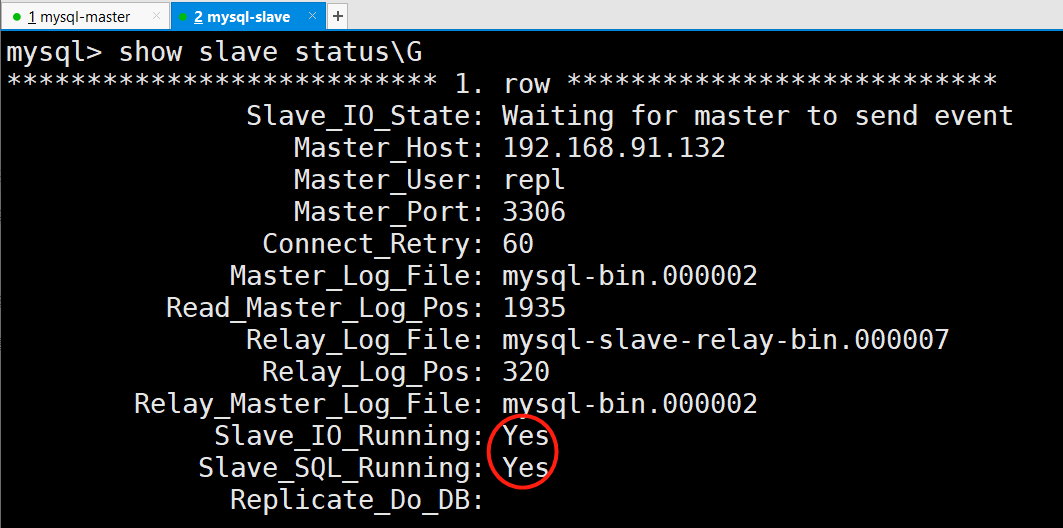 1 mysql-master × 2 mysql-slave × +
mysql> show slave status\G
*************************** 1. row ***************************
Slave_IO_State: Waiting for master to send event
Master_Host: 192.168.91.132
Master_User: repl
Master_Port: 3306
Connect_Retry: 60
Master_Log_File: mysql-bin.000002
Read_Master_Log_Pos: 1935
Relay_Log_File: mysql-slave-relay-bin.000007
Relay_Log_Pos: 320
Relay_Master_Log_File: mysql-bin.000002
Slave_IO_Running: Yes
Slave_SQL_Running: Yes
Replicate_Do_DB: